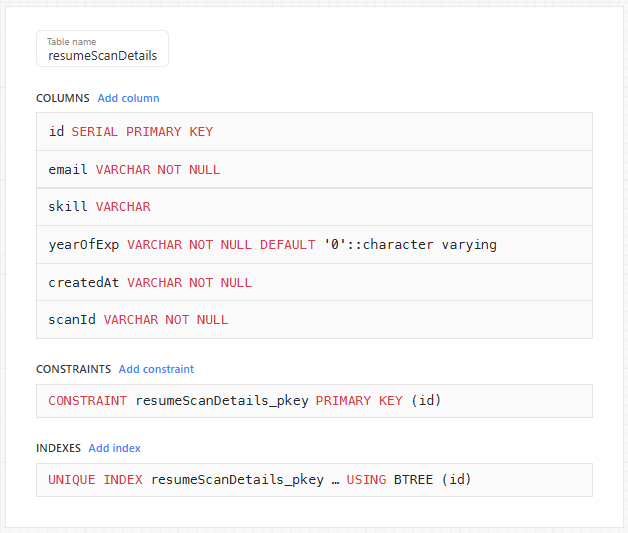 Table name
resumeScanDetails
COLUMNS Add column
id SERIAL PRIMARY KEY
email VARCHAR NOT NULL
skill VARCHAR
yearOfExp VARCHAR NOT NULL DEFAULT '0'::character varying
createdAt VARCHAR NOT NULL
scanId VARCHAR NOT NULL
CONSTRAINTS Add constraint
CONSTRAINT resumeScanDetails_pkey PRIMARY KEY (id)
INDEXES Add index
UNIQUE INDEX resumeScanDetails_pkey … USING BTREE (id)